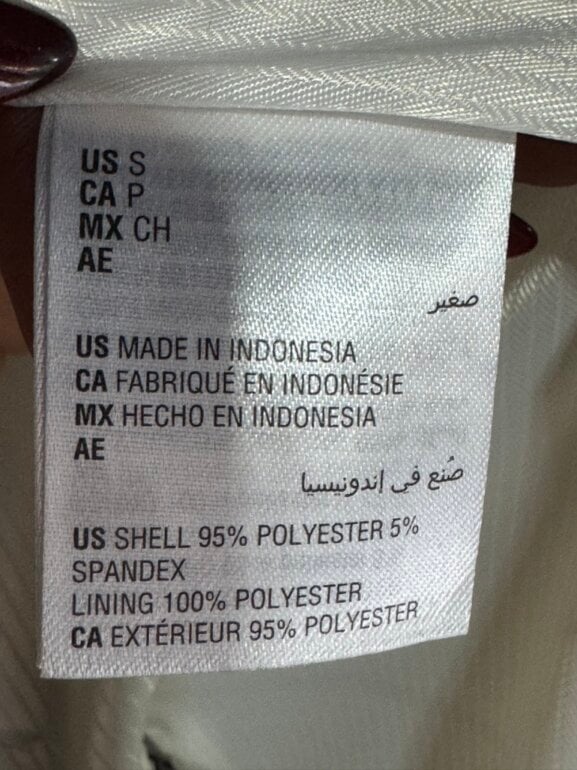 US S
CA P
MX CH
AE
صغير
US MADE IN INDONESIA
CA FABRIQUÉ EN INDONÉSIE
MX HECHO EN INDONESIA
AE
صُنع في إندونيسيا
US SHELL 95% POLYESTER 5%
SPANDEX
LINING 100% POLYESTER
CA EXTÉRIEUR 95% POLYESTER